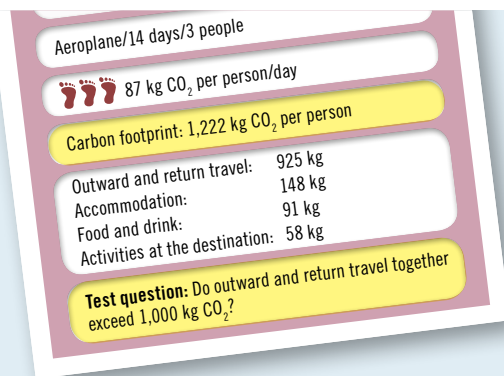 Aeroplane/14 days/3 people
87 kg CO₂ per person/day
Carbon footprint: 1,222 kg CO₂ per person
Outward and return travel: 925 kg
Accommodation: 148 kg
Food and drink: 91 kg
Activities at the destination: 58 kg
Test question: Do outward and return travel together
exceed 1,000 kg CO₂?